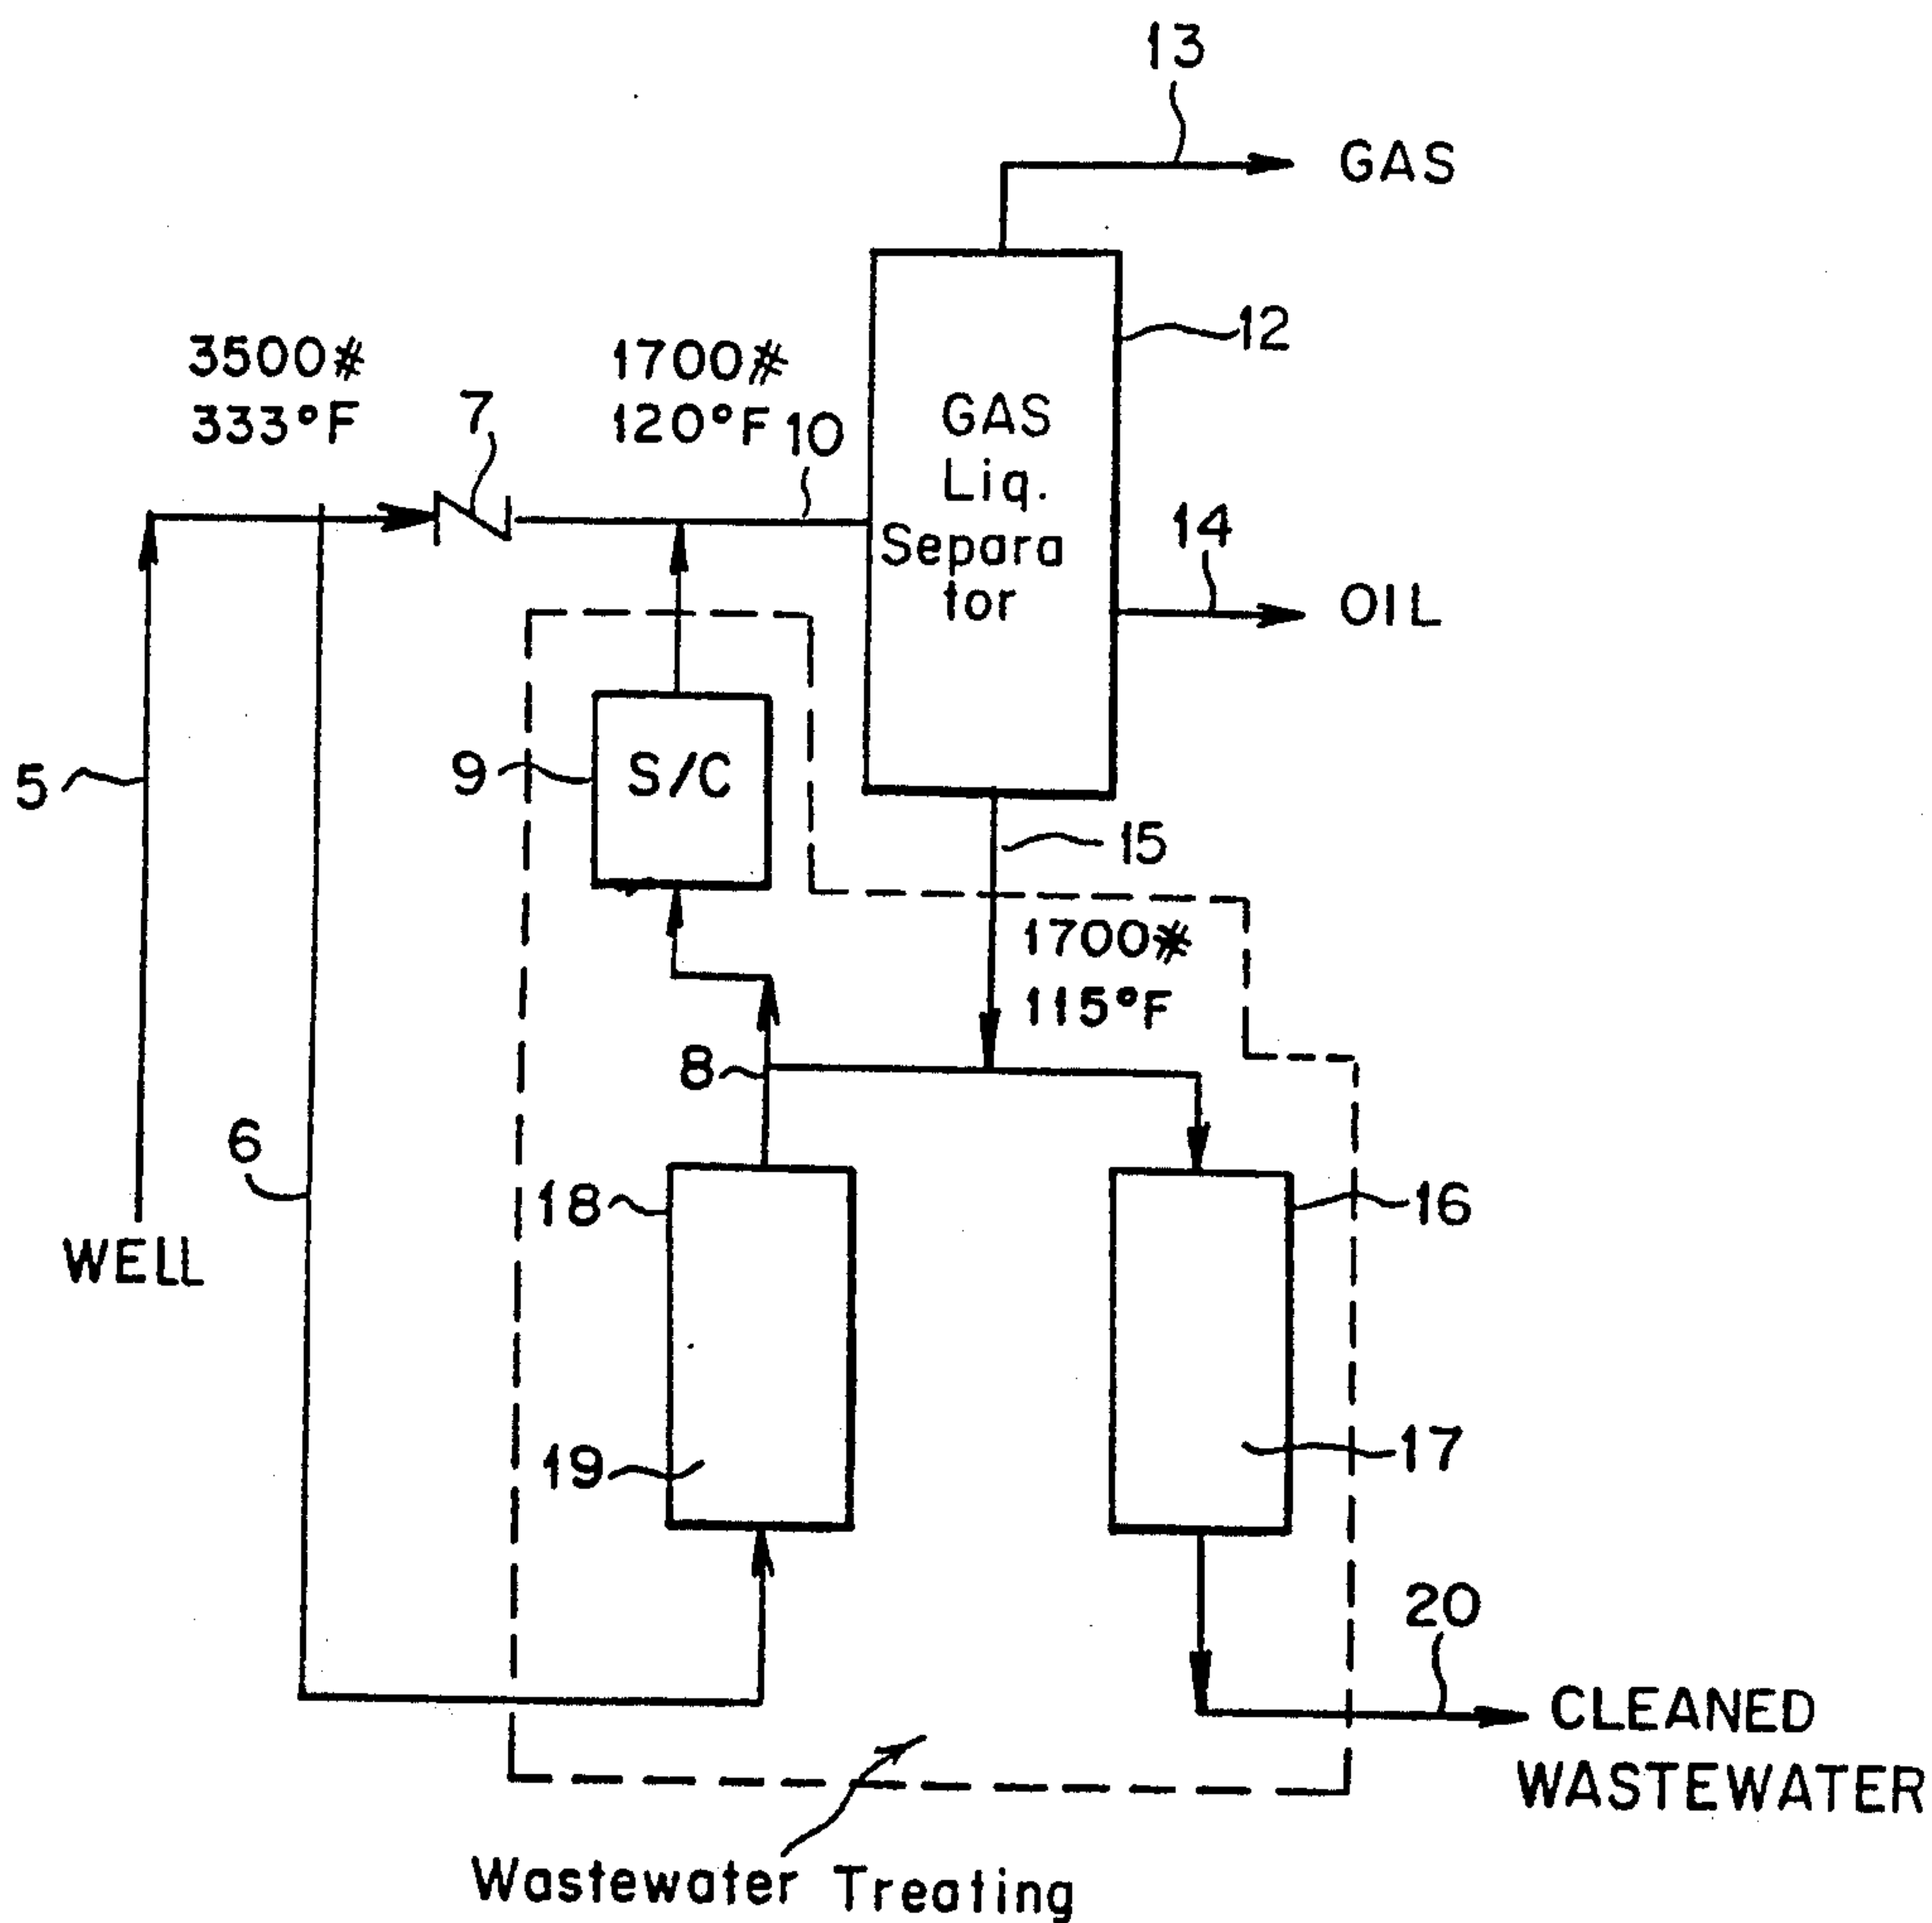 13
GAS
12
3500#
333°F
7
1700#
120°F 10
GAS
Liq.
Separa
tor
14
OIL
5
9
S/C
15
1700#
115°F
8
6
18
16
WELL
19
17
20
CLEANED
WASTEWATER
Wastewater Treating